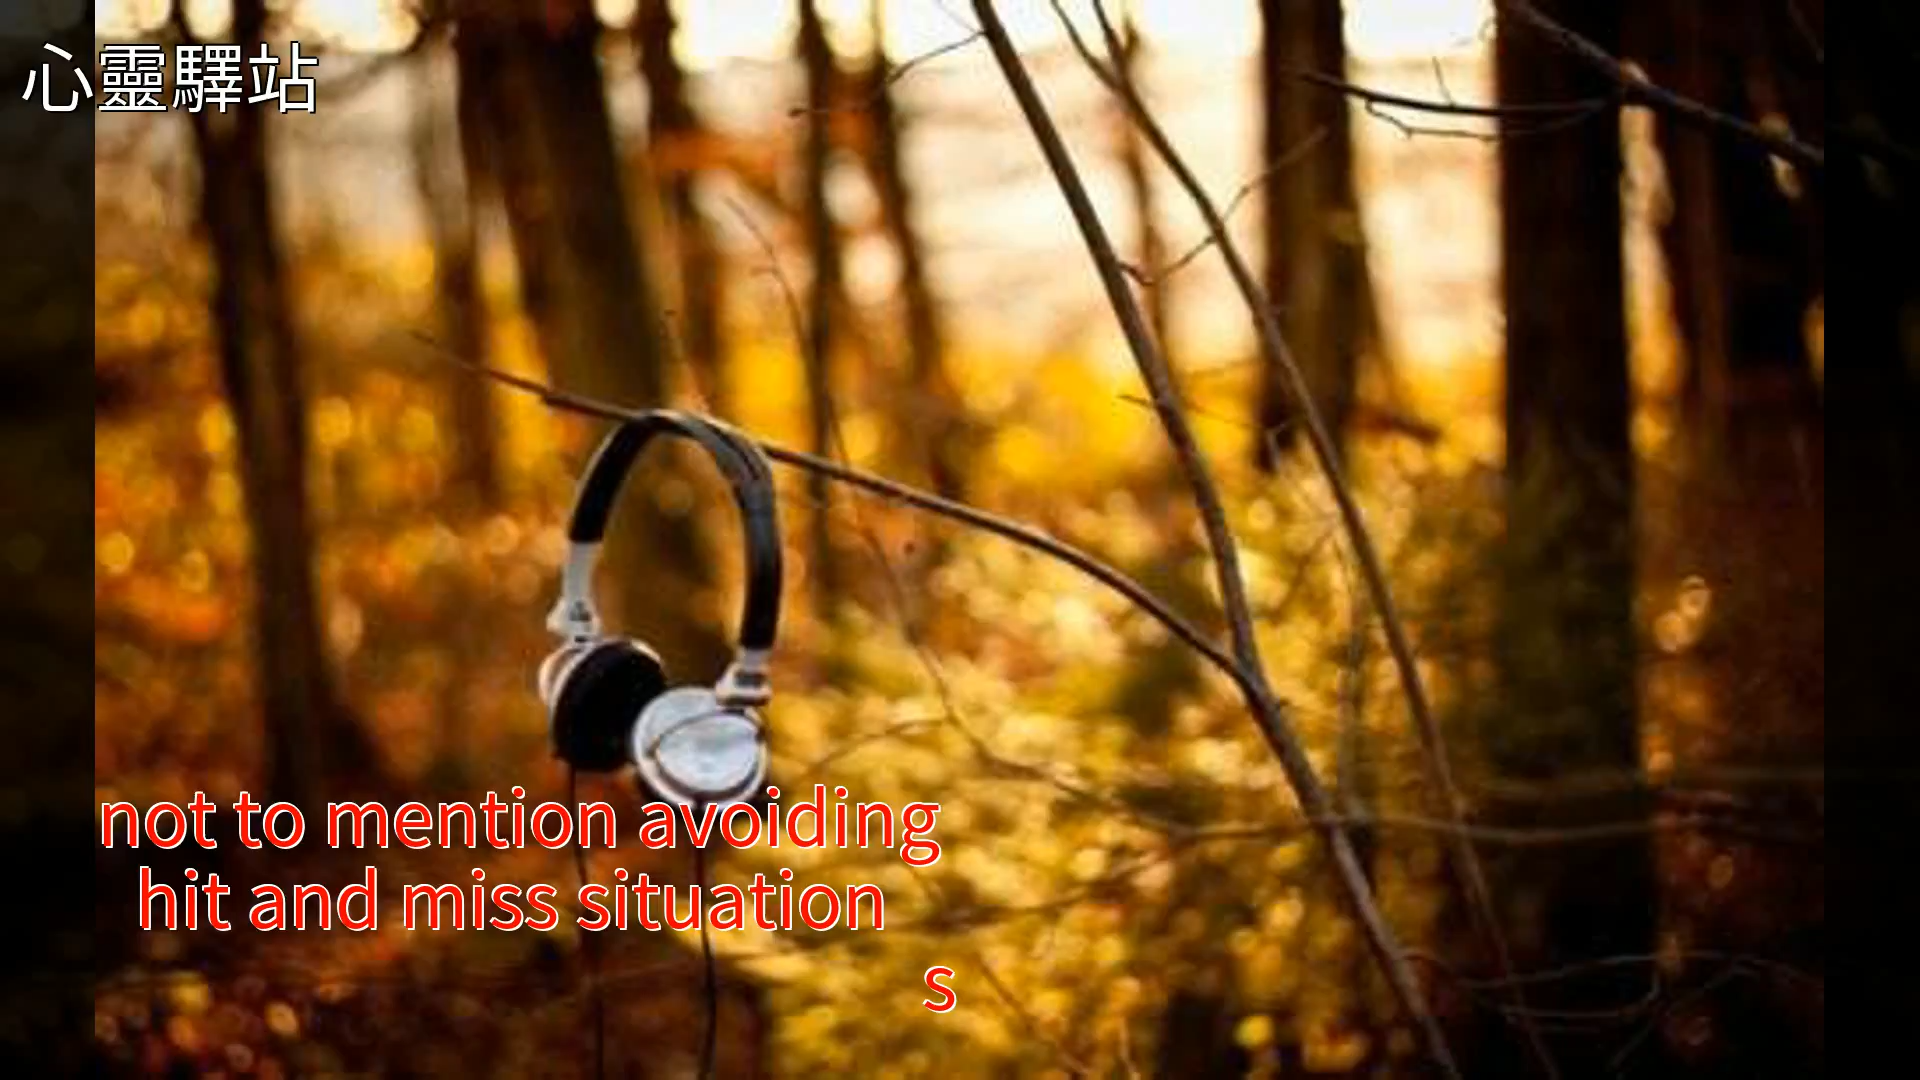 心靈驛站
not to mention avoiding
hit and miss situation
s